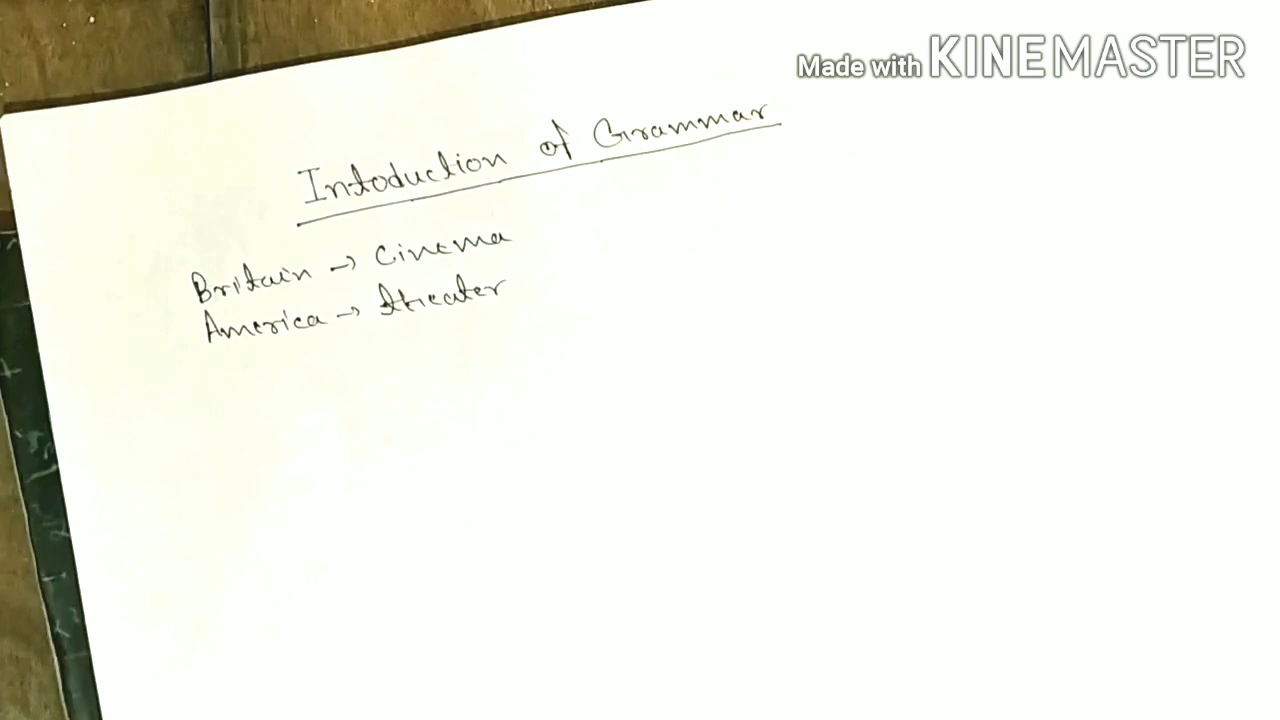 Made with KINEMASTER
Intoduction of Grammar
Britain → Cinema
America → theater